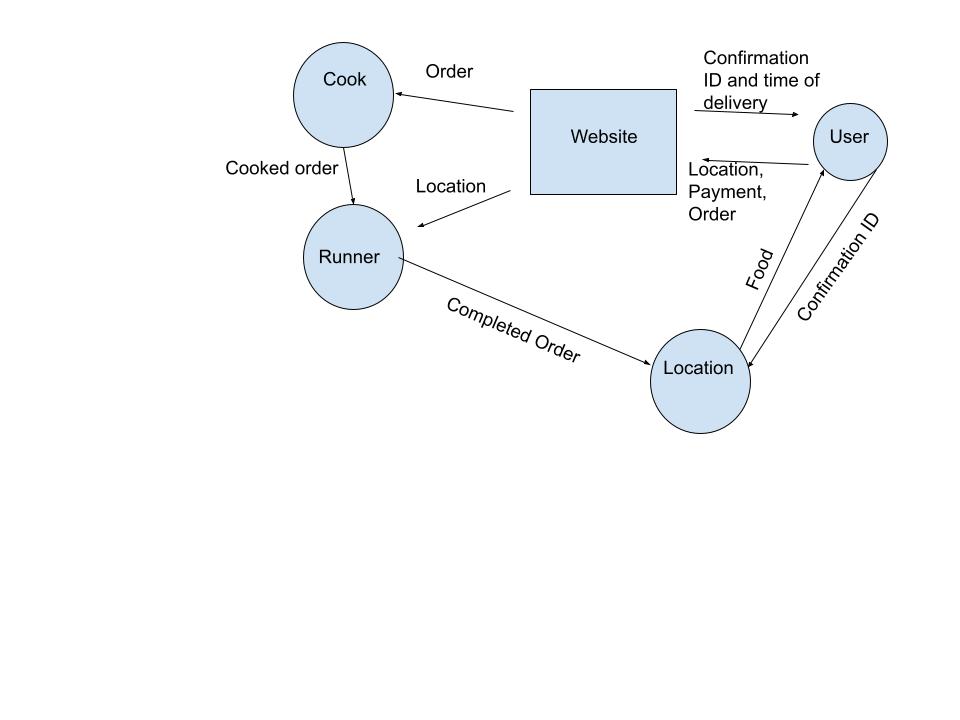 Cook
Order
Website
Confirmation
ID and time of
delivery
User
Cooked order
Location
Location,
Payment,
Order
Runner
Completed Order
Food
Confirmation ID
Location